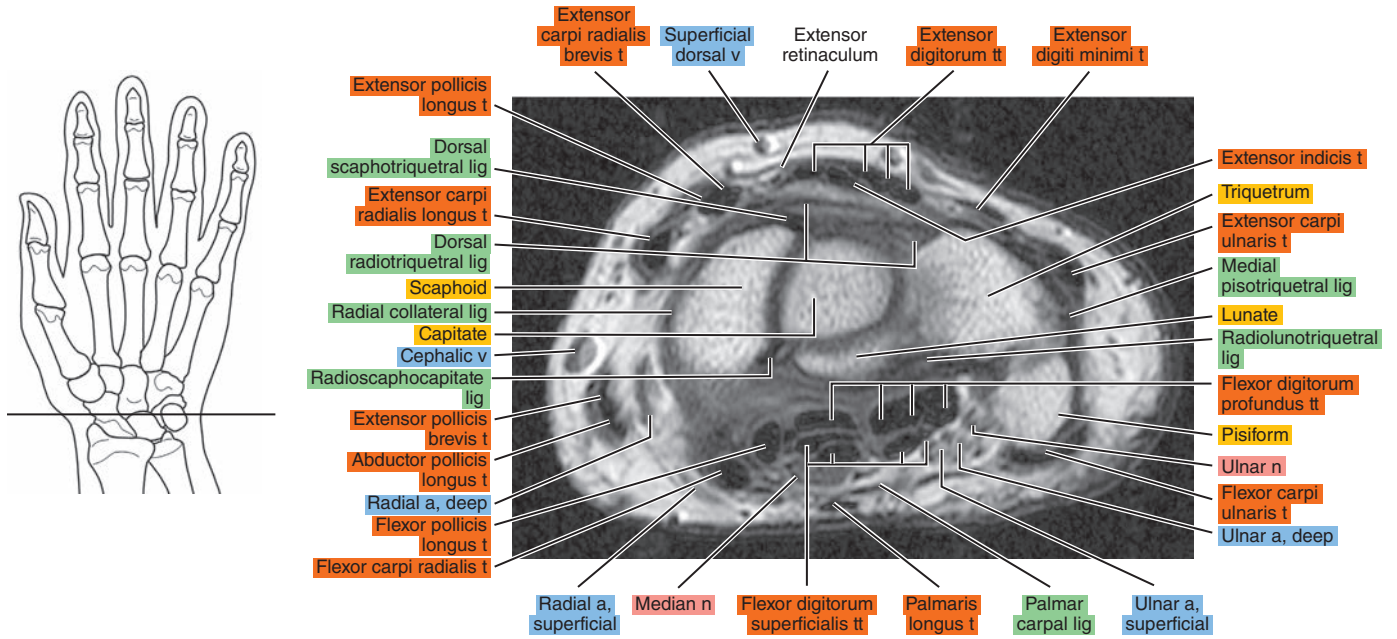 Extensor
carpi radialis
brevis t
Superficial
dorsal v
Extensor
retinaculum
Extensor
digitorum tt
Extensor
digiti minimi t
Extensor pollicis
longus t
Dorsal
scaphotriquetral lig
Extensor carpi
radialis longus t
Dorsal
radiotriquetral lig
Scaphoid
Radial collateral lig
Capitate
Cephalic v
Radioscaphocapitate
lig
Extensor pollicis
brevis t
Abductor pollicis
longus t
Radial a, deep
Flexor pollicis
longus t
Flexor carpi radialis t
Extensor indicis t
Triquetrum
Extensor carpi
ulnaris t
Medial
pisotriquetral lig
Lunate
Radiolunotriquetral
lig
Flexor digitorum
profundus tt
Pisiform
Ulnar n
Flexor carpi
ulnaris t
Ulnar a, deep
Radial a,
superficial
Median n
Flexor digitorum
superficialis tt
Palmaris
longus t
Palmar
carpal lig
Ulnar a,
superficial